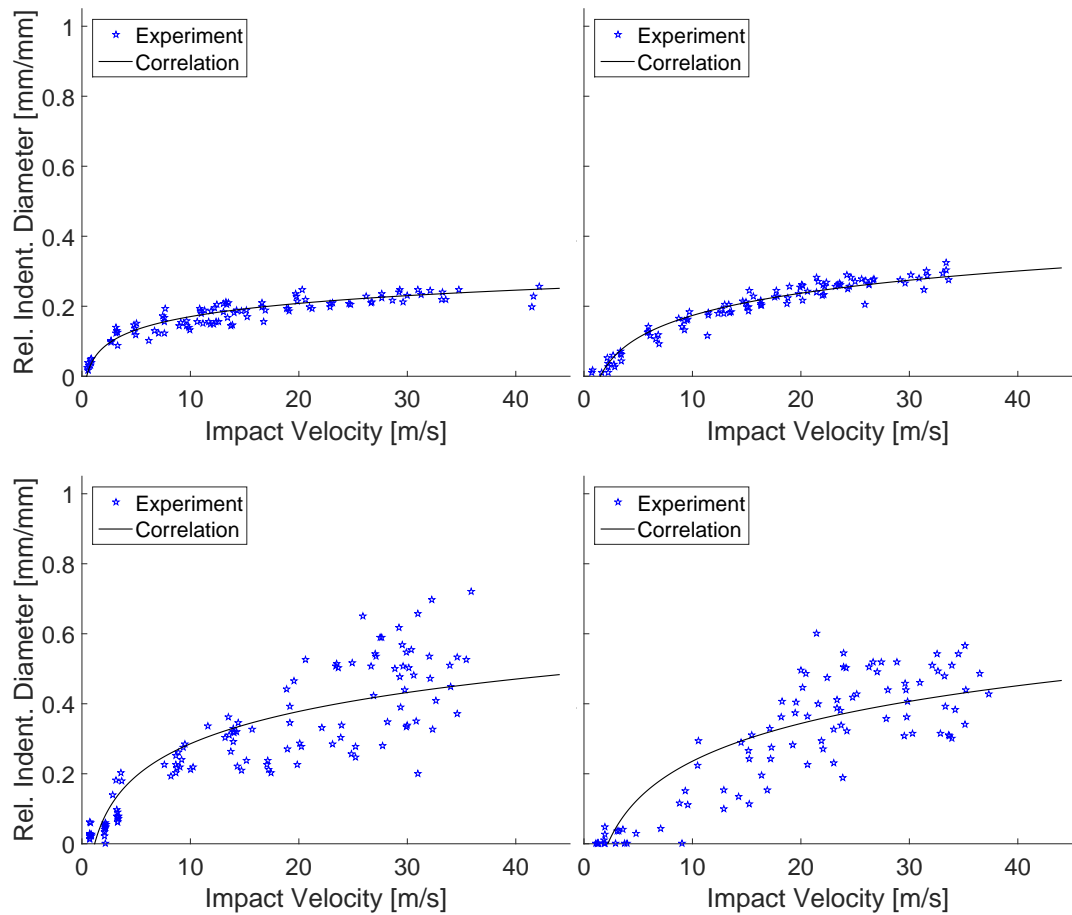 1
0.8
0.6
0.4
0.2
0
Rel. Indent. Diameter [mm/mm]
Experiment
Correlation
0 10 20 30 40
Impact Velocity [m/s]
Experiment
Correlation
0 10 20 30 40
Impact Velocity [m/s]
1
0.8
0.6
0.4
0.2
0
Rel. Indent. Diameter [mm/mm]
Experiment
Correlation
0 10 20 30 40
Impact Velocity [m/s]
Experiment
Correlation
0 10 20 30 40
Impact Velocity [m/s]